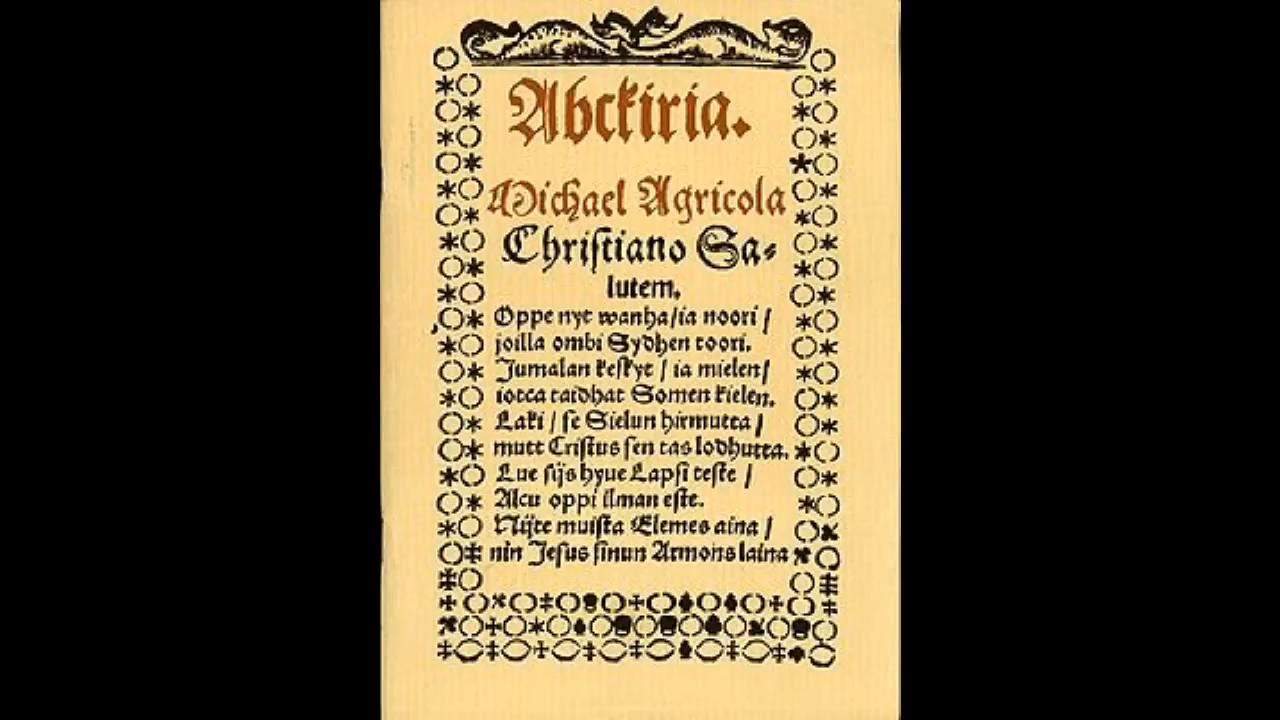 Abckiria.
Michael Agricola
Chriſtiano Sa⸗
lutem.
Oppe nyt wanha/ia noori /
joilla ombi Sydhen toori.
Jumalan keſkyt / ia mielen/
iotca taidhat Somen kielen.
Laki / ſe Sielun hirmutta /
mutt Criſtus ſen tas lodhutta.
Lue ſijs hyue Lapſi teſte /
Alcu oppi ilman eſte.
Nijte muiſta Elemes aina /
nin Jeſus ſinun Armons laina